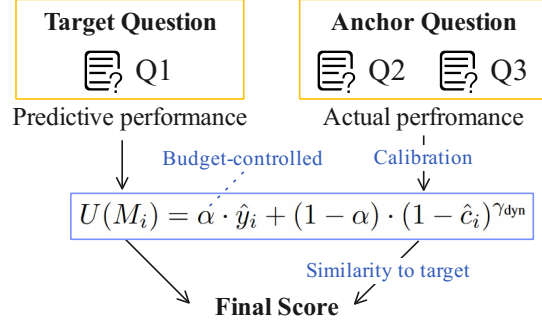 Target Question
Anchor Question
Q1
Q2
Q3
Predictive performance
Actual perfromance
Budget-controlled
Calibration
U(M_i) = α · ŷ_i + (1 − α) · (1 − ĉ_i)^{γ_dyn}
Similarity to target
Final Score